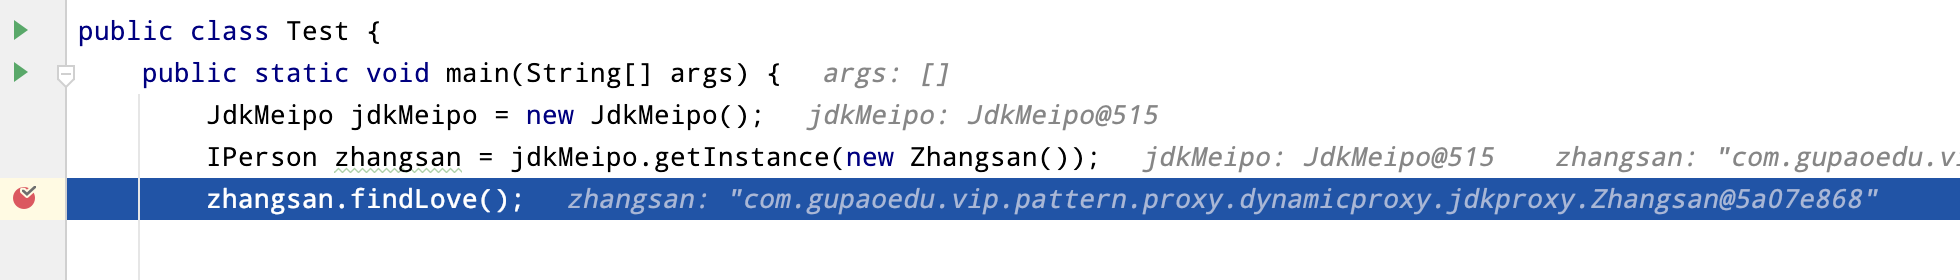 public class Test {
public static void main(String[] args) { args: []
JdkMeipo jdkMeipo = new JdkMeipo(); jdkMeipo: JdkMeipo@515
IPerson zhangsan = jdkMeipo.getInstance(new Zhangsan()); jdkMeipo: JdkMeipo@515 zhangsan: "com.gupaoedu.vi
zhangsan.findLove(); zhangsan: "com.gupaoedu.vip.pattern.proxy.dynamicproxy.jdkproxy.Zhangsan@5a07e868"